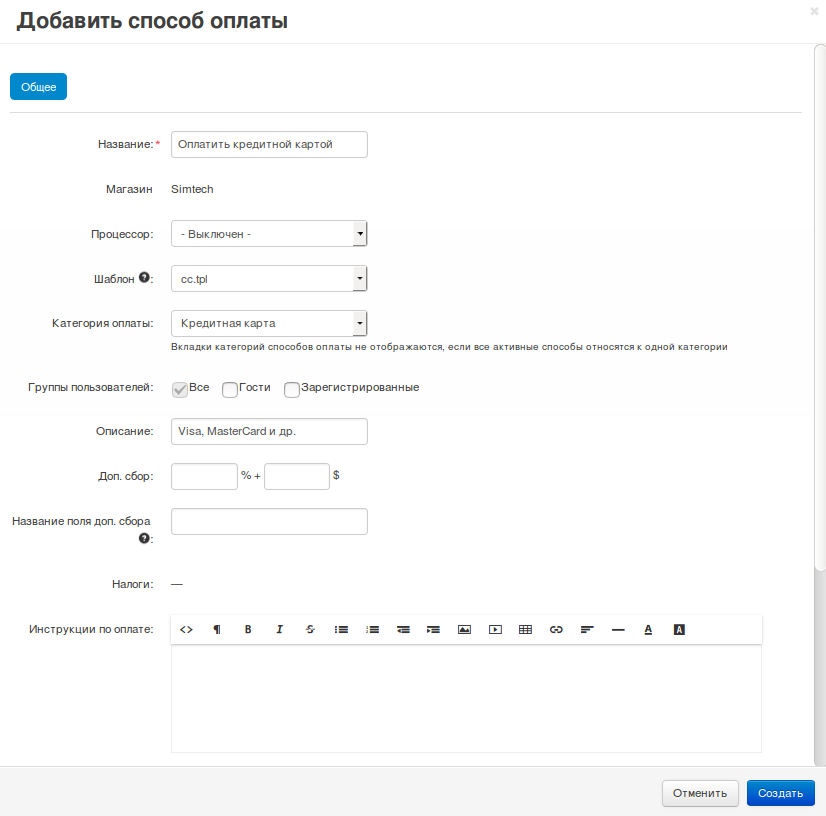 Добавить способ оплаты
Общее
Название:* Оплатить кредитной картой
Магазин Simtech
Процессор: - Выключен -
Шаблон ?: cc.tpl
Категория оплаты: Кредитная карта
Вкладки категорий способов оплаты не отображаются, если все активные способы относятся к одной категории
Группы пользователей: Все Гости Зарегистрированные
Описание: Visa, MasterCard и др.
Доп. сбор: % + $
Название поля доп. сбора
?:
Налоги: —
Инструкции по оплате: <> ¶ B I S A A
Отменить Создать